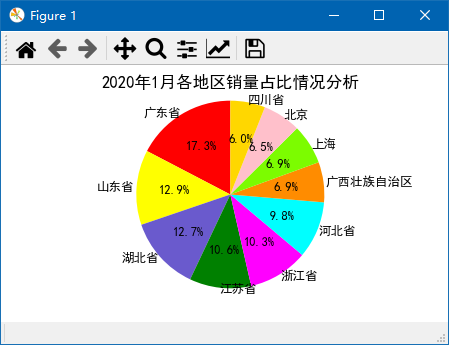 Figure 1
2020年1月各地区销量占比情况分析
四川省
6.0%
北京
6.5%
上海
6.9%
广西壮族自治区
6.9%
河北省
9.8%
浙江省
10.3%
江苏省
10.6%
湖北省
12.7%
山东省
12.9%
广东省
17.3%